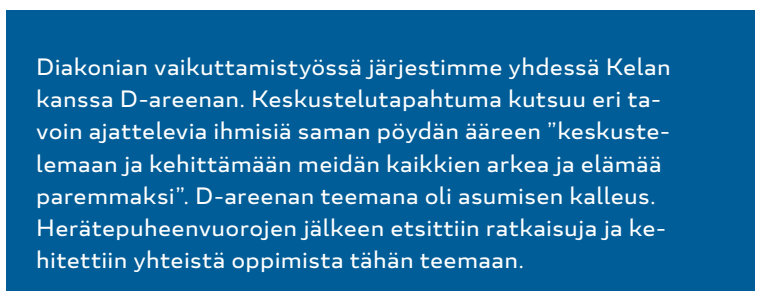 Diakonian vaikuttamistyössä järjestimme yhdessä Kelan
kanssa D-areenan. Keskustelutapahtuma kutsuu eri ta-
voin ajattelevia ihmisiä saman pöydän ääreen ”keskuste-
lemaan ja kehittämään meidän kaikkien arkea ja elämää
paremmaksi”. D-areenan teemana oli asumisen kalleus.
Herätepuheenvuorojen jälkeen etsittiin ratkaisuja ja ke-
hitettiin yhteistä oppimista tähän teemaan.